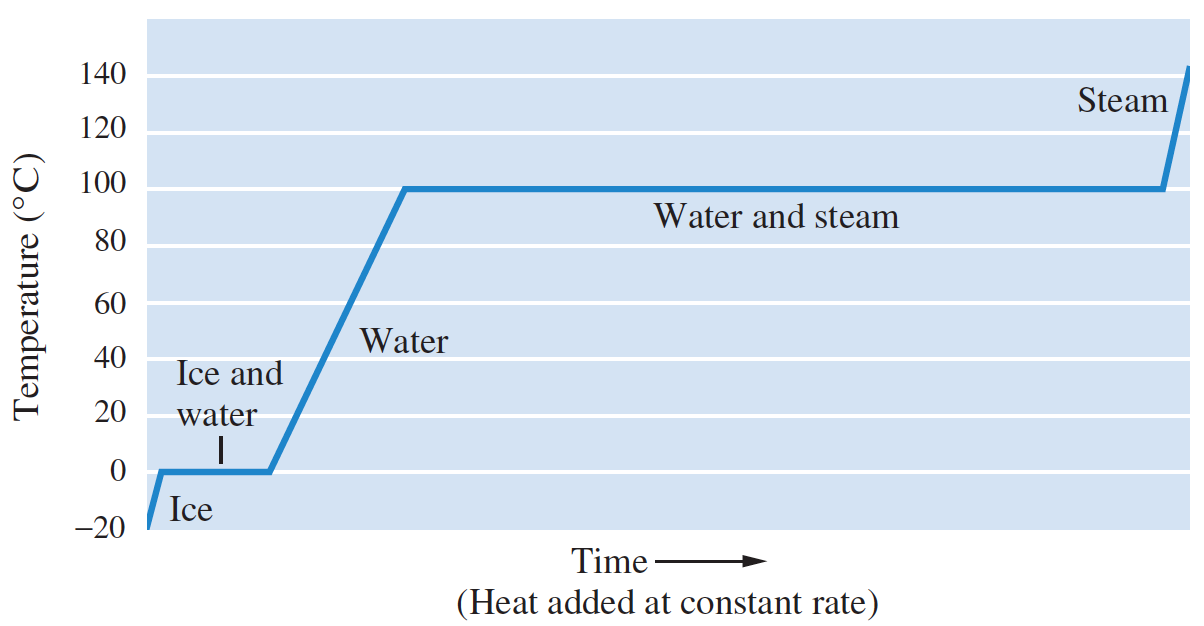 Temperature (°C)
140
120
100
80
60
40
20
0
–20
Steam
Water and steam
Water
Ice and
water
Ice
Time
(Heat added at constant rate)